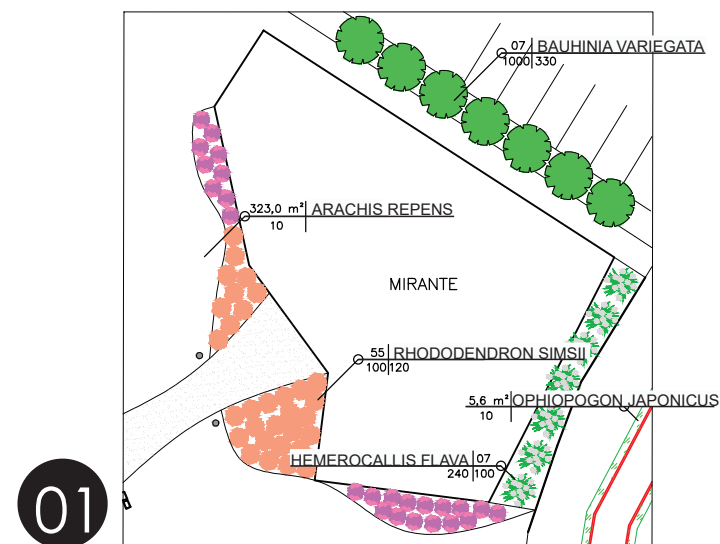 07 BAUHINIA VARIEGATA
1000 330
323,0 m² ARACHIS REPENS
10
MIRANTE
55 RHODODENDRON SIMSII
100 120
5,6 m² OPHIOPOGON JAPONICUS
10
HEMEROCALLIS FLAVA 07
240 100
01